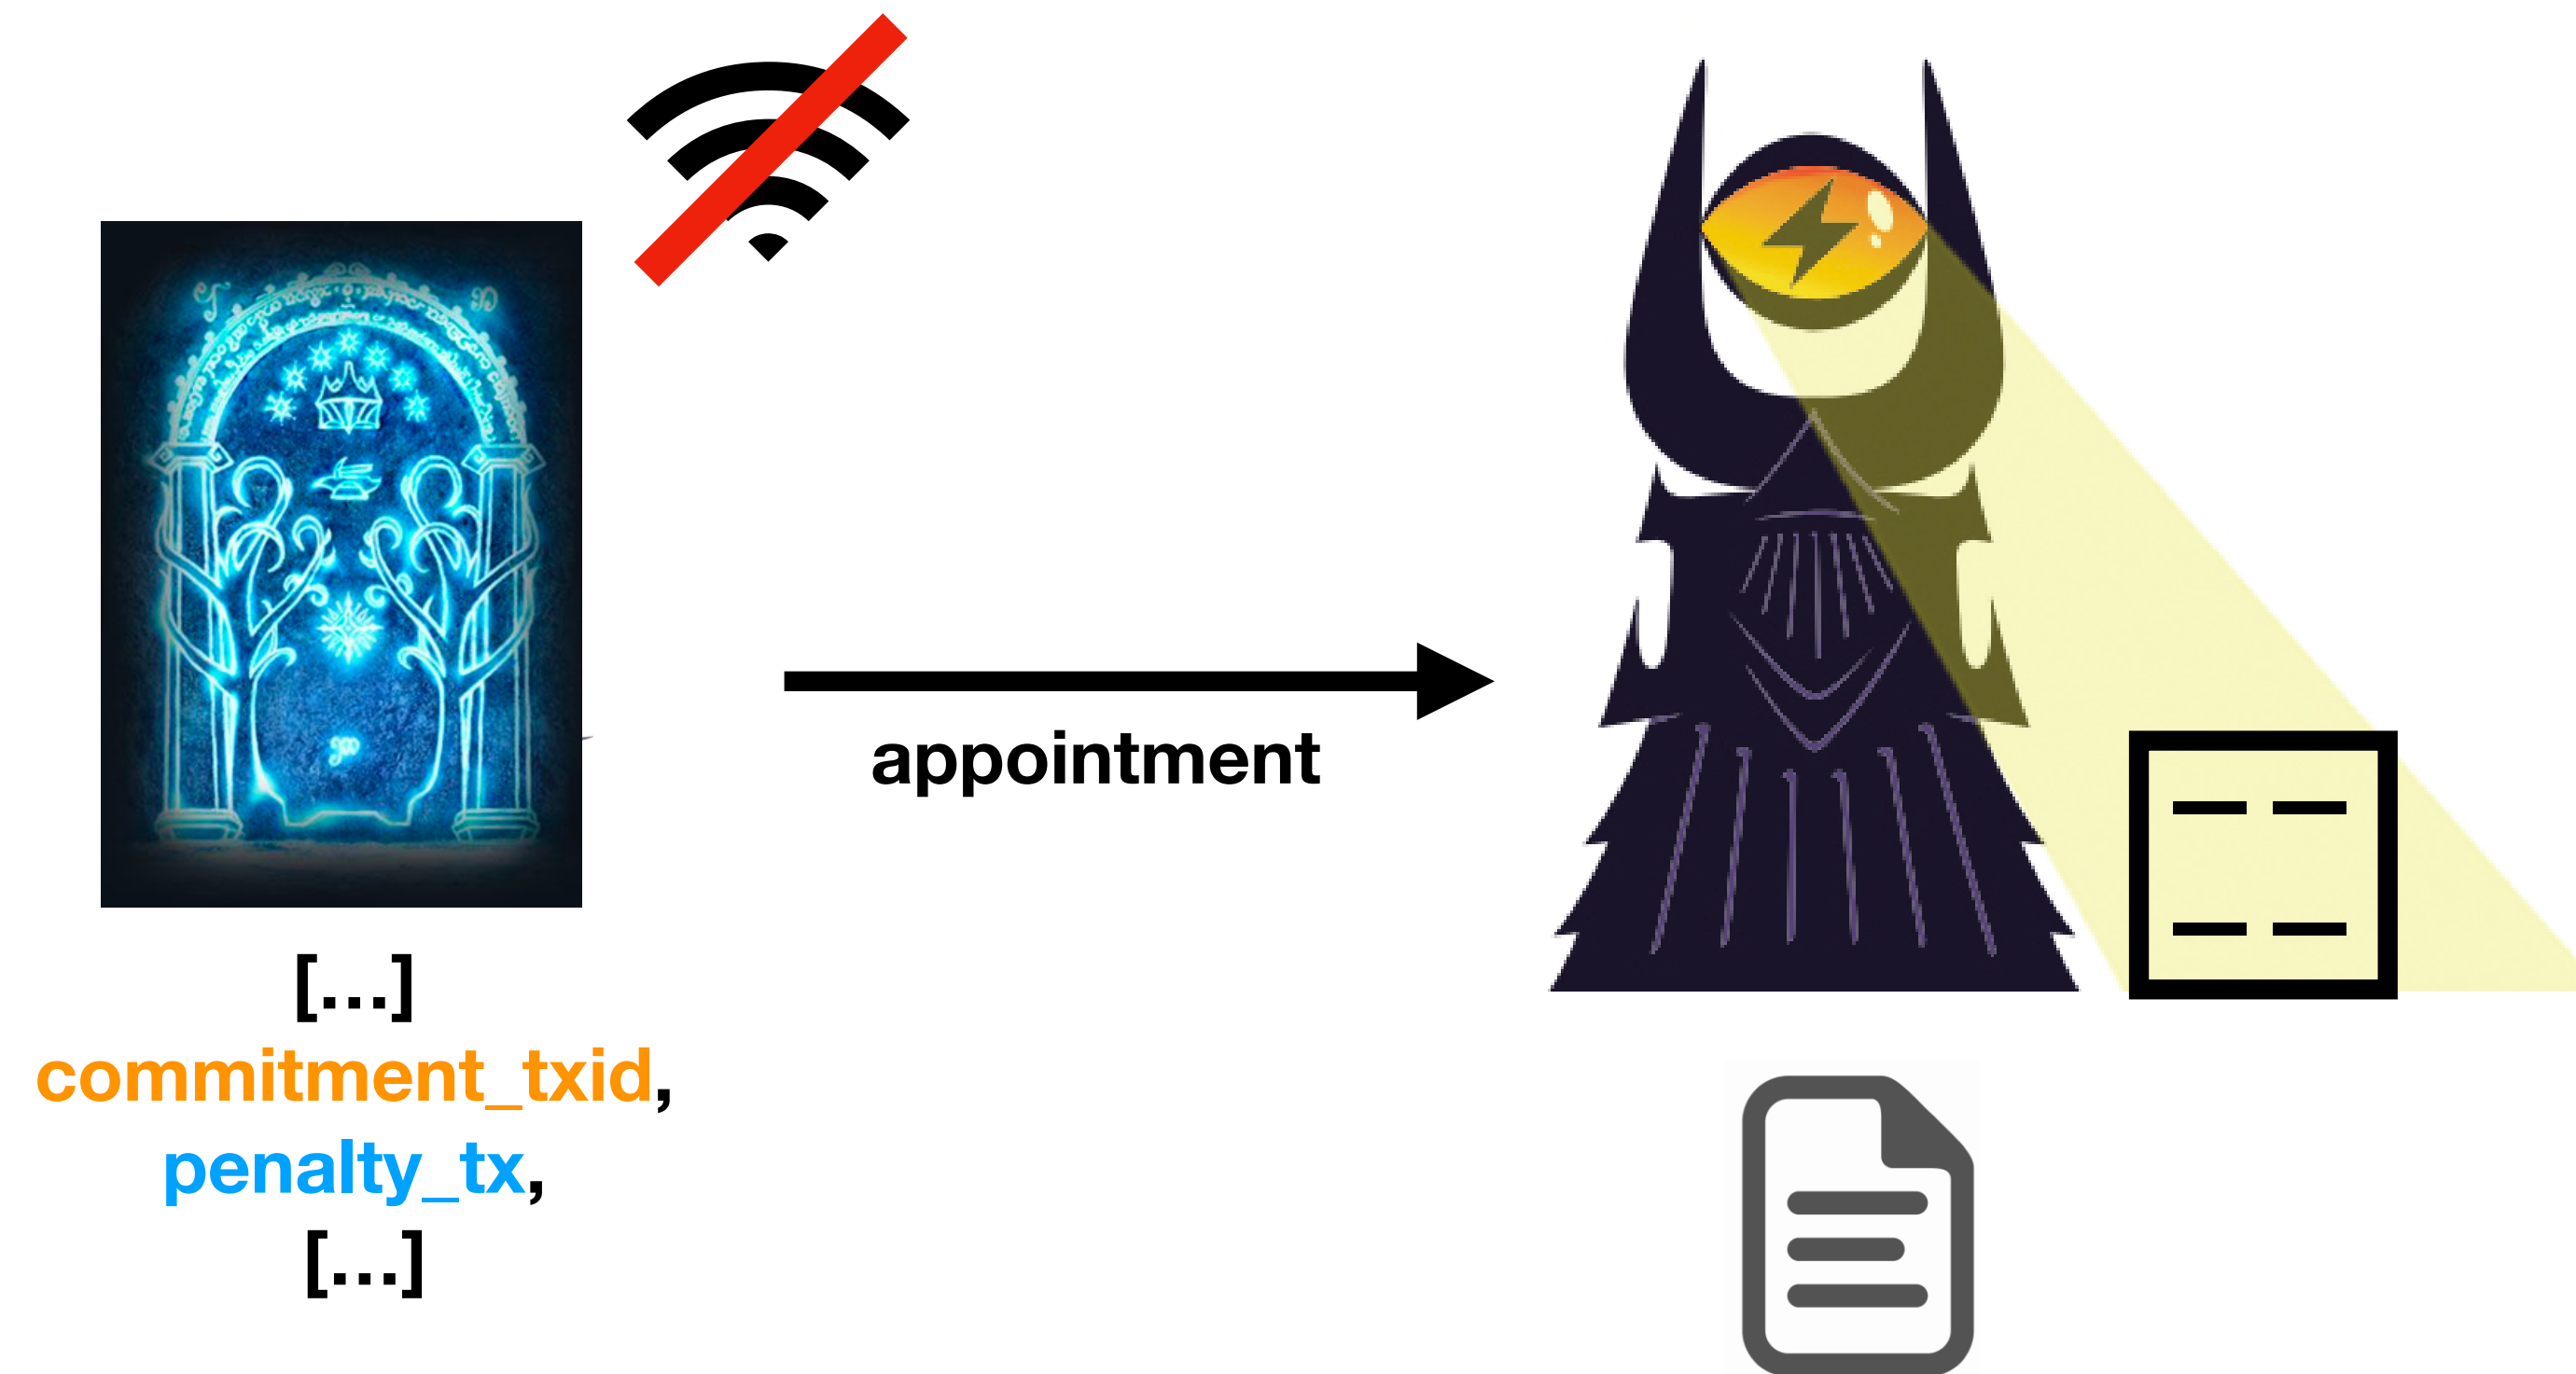 appointment
[…]
commitment_txid,
penalty_tx,
[…]